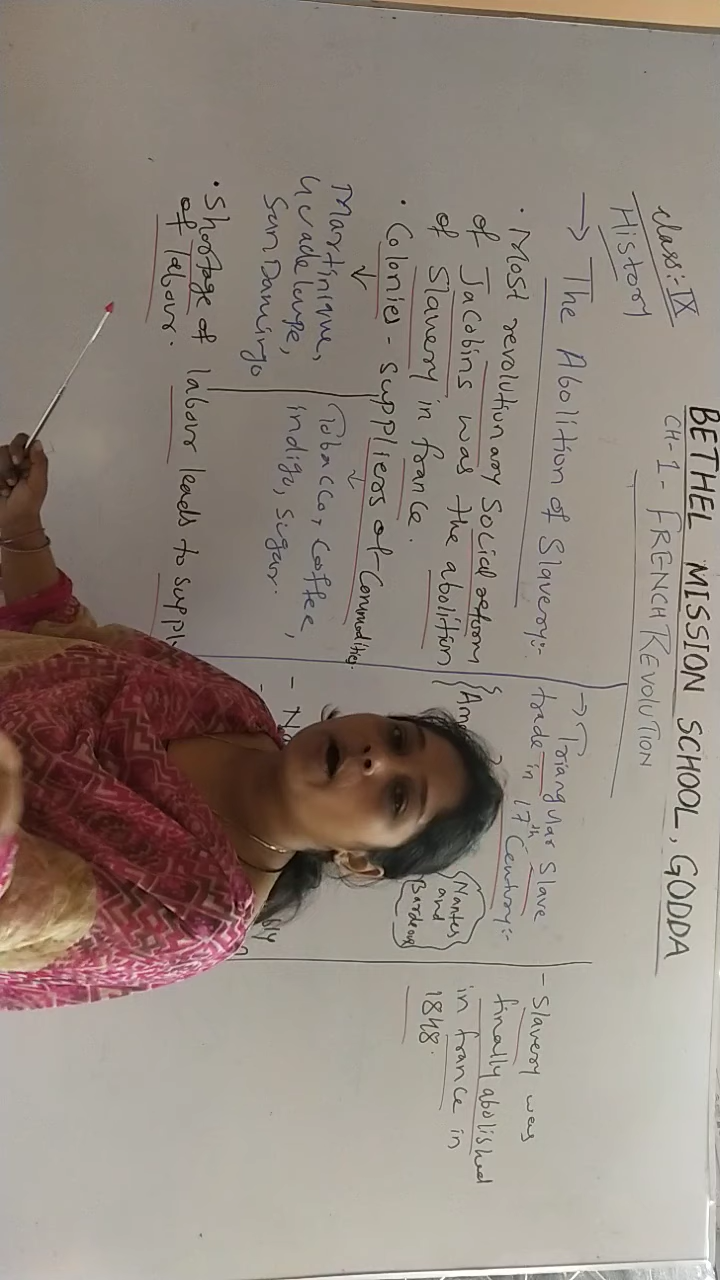 BETHEL MISSION SCHOOL, GODDA
CH-1- FRENCH REVOLUTION
Class: IX
History
→ The Abolition of Slavery:-
• Most revolutionary Social reform
of Jacobins was the abolition
of Slavery in france.
• Colonies - Suppliers of Commodities.
Martinique,
Guadeloupe,
San Damingo
Tobacco, Coffee,
indigo, Sugar.
• Shortage of labour leads to suppl
of labour.
→ Triangular Slave
trade in 17th Century:-
Nantes
and
- Slavery was
finally abolished
in france in
1848.